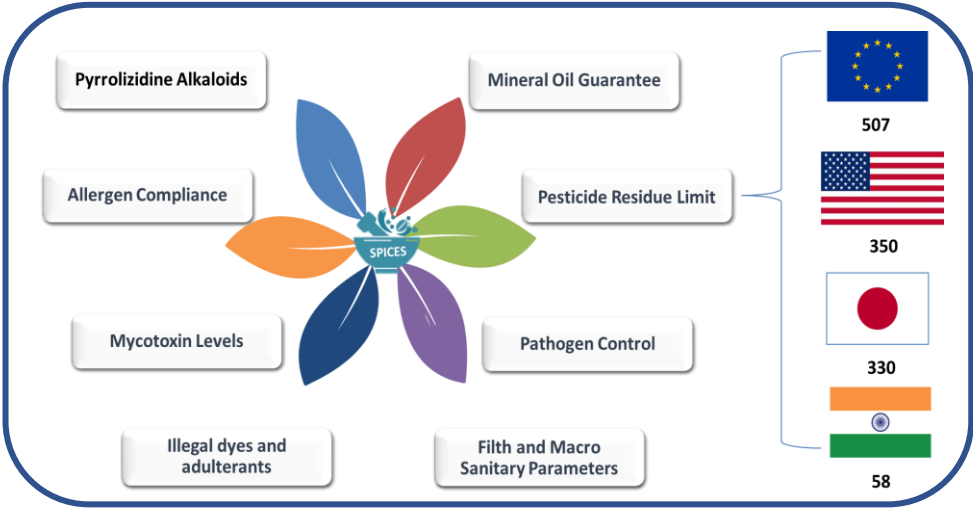 Pyrrolizidine Alkaloids
Mineral Oil Guarantee
507
Allergen Compliance
Pesticide Residue Limit
350
SPICES
Mycotoxin Levels
Pathogen Control
330
Illegal dyes and
adulterants
Filth and Macro
Sanitary Parameters
58